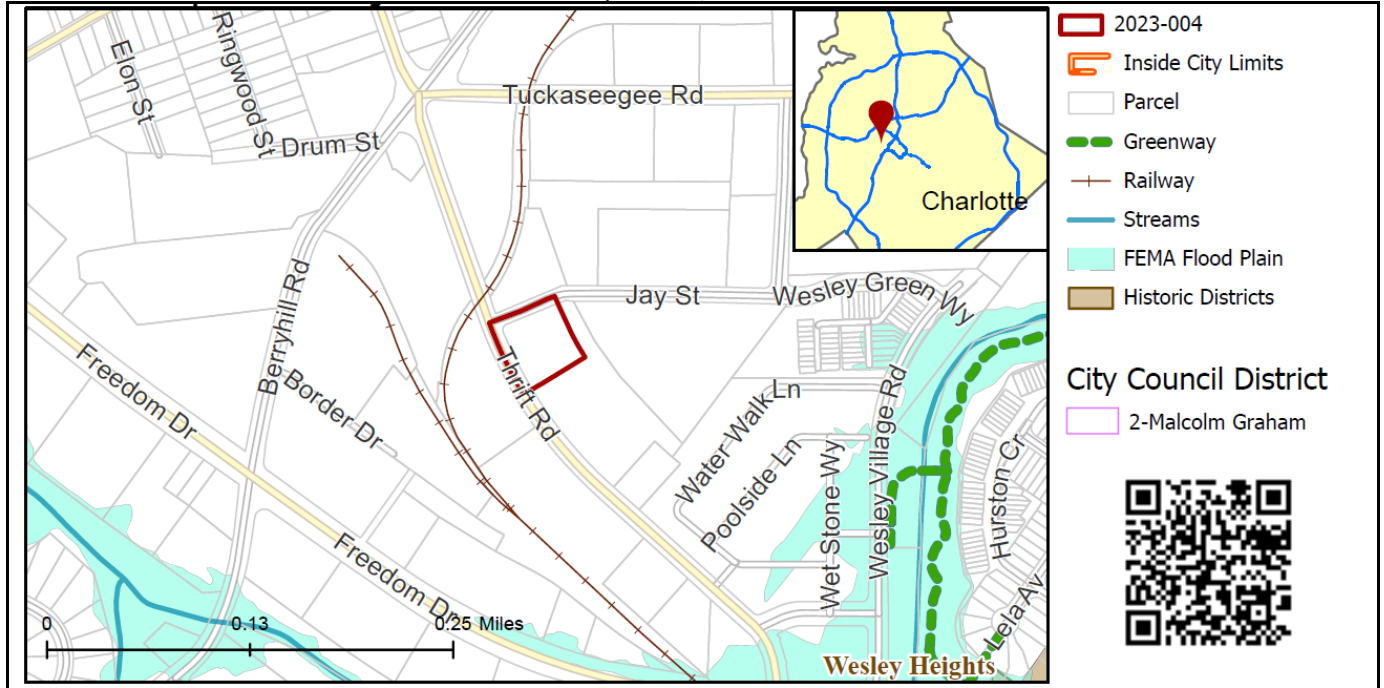 Elon St
Ringwood St
Drum St
Tuckaseegee Rd
Charlotte
Berryhill Rd
Jay St
Wesley Green Wy
Thrift Rd
Freedom Dr
Border Dr
Water Walk Ln
Poolside Ln
Wet Stone Wy
Wesley Village Rd
Hurston Cr
Freedom Dr
Lela Av
0 0.13 0.25 Miles
Wesley Heights
2023-004
Inside City Limits
Parcel
Greenway
Railway
Streams
FEMA Flood Plain
Historic Districts
City Council District
2-Malcolm Graham